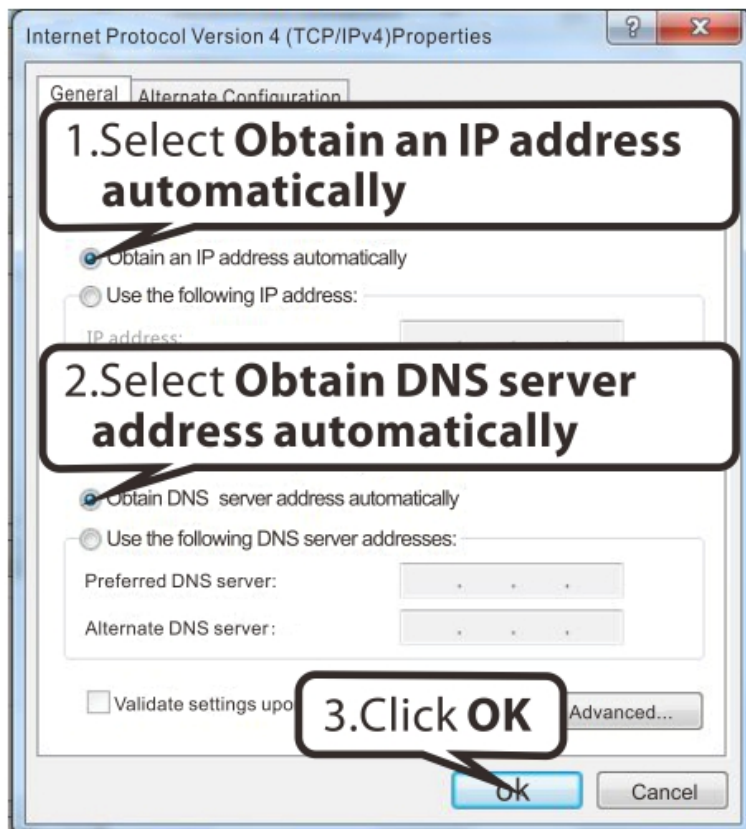 Internet Protocol Version 4 (TCP/IPv4)Properties
?
General
Alternate Configuration
1.Select Obtain an IP address
automatically
Obtain an IP address automatically
Use the following IP address:
IP address:
2.Select Obtain DNS server
address automatically
Obtain DNS server address automatically
Use the following DNS server addresses:
Preferred DNS server:
Alternate DNS server:
Validate settings
3.Click OK
Advanced...
ok
Cancel